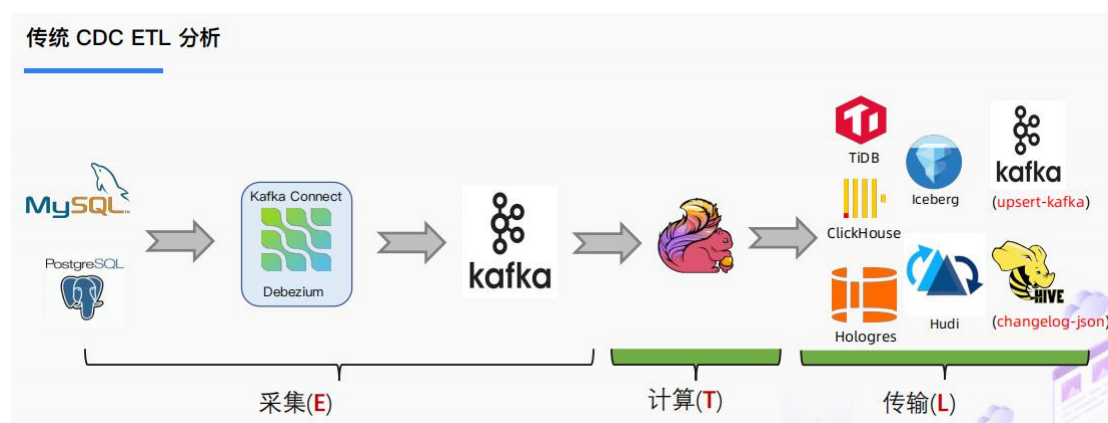 传统 CDC ETL 分析
MySQL
PostgreSQL
Kafka Connect
Debezium
kafka
TiDB
ClickHouse
Hologres
Iceberg
Hudi
kafka
(upsert-kafka)
HIVE
(changelog-json)
采集(E)
计算(T)
传输(L)